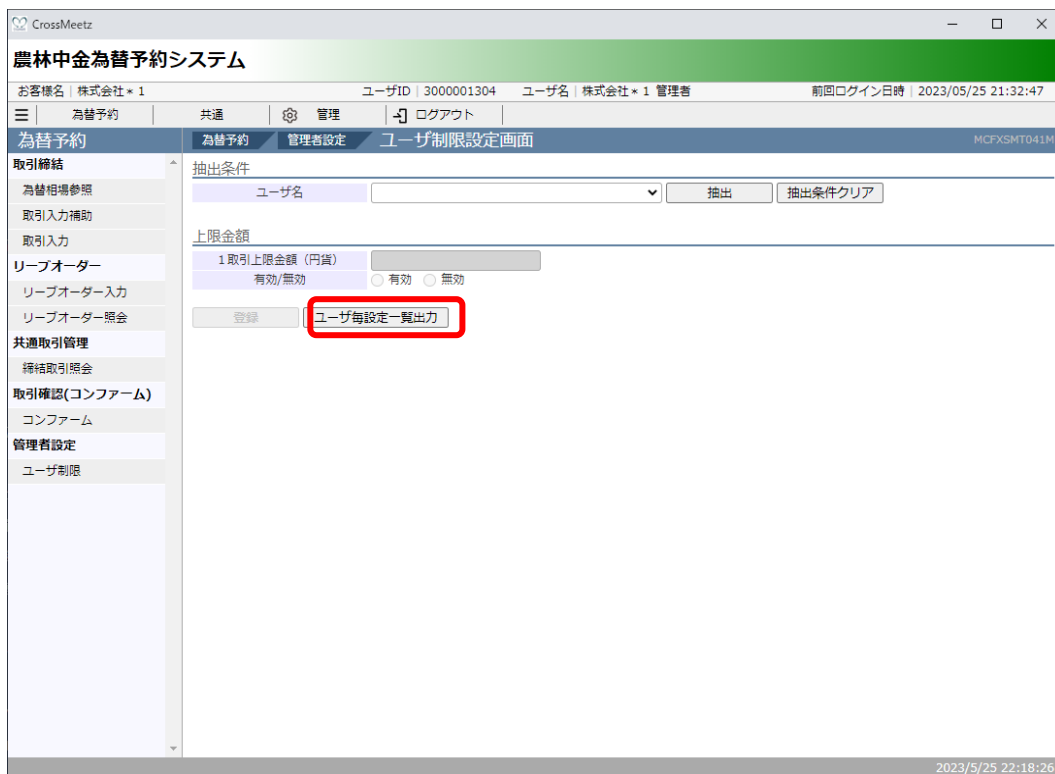 CrossMeetz
農林中金為替予約システム
お客様名 株式会社*1 ユーザID 3000001304 ユーザ名 株式会社*1 管理者 前回ログイン日時 2023/05/25 21:32:47
為替予約 共通 管理 ログアウト
為替予約
為替予約 管理者設定 ユーザ制限設定画面 MCFXSMT041M
取引締結
為替相場参照
取引入力補助
取引入力
リーブオーダー
リーブオーダー入力
リーブオーダー照会
共通取引管理
締結取引照会
取引確認(コンファーム)
コンファーム
管理者設定
ユーザ制限
抽出条件
ユーザ名 抽出 抽出条件クリア
上限金額
1取引上限金額(円貨)
有効/無効 有効 無効
登録 ユーザ毎設定一覧出力
2023/5/25 22:18:26